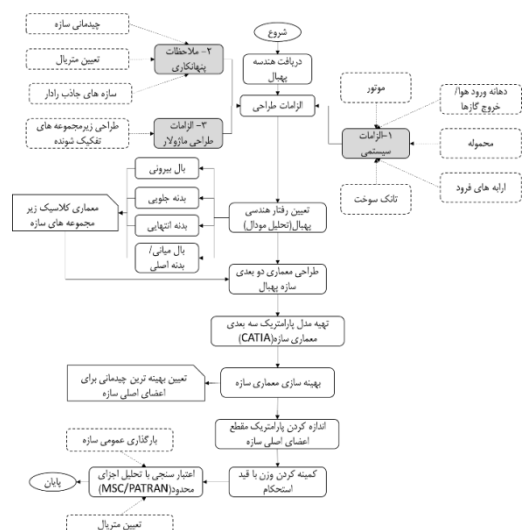 شروع
دریافت هندسه
پهپال
الزامات طراحی
چیدمانی سازه
تعیین متریال
سازه های جاذب رادار
۲- ملاحظات
پنهانکاری
طراحی زیرمجموعه های
تفکیک شونده
۳- الزامات
طراحی ماژولار
موتور
دهانه ورود هوا/
خروج گازها
محموله
ارابه های فرود
تانک سوخت
۱-الزامات
سیستمی
تعیین رفتار هندسی
پهپال(تحلیل مودال)
بال بیرونی
بدنه جلویی
بدنه انتهایی
بال میانی/
بدنه اصلی
معماری کلاسیک زیر
مجموعه های سازه
طراحی معماری دو بعدی
سازه پهپال
تهیه مدل پارامتریک سه بعدی
معماری سازه(CATIA)
بهینه سازی معماری سازه
تعیین بهینه ترین چیدمانی برای
اعضای اصلی سازه
اندازه کردن پارامتریک مقطع
اعضای اصلی سازه
کمینه کردن وزن با قید
استحکام
بارگذاری عمومی سازه
اعتبار سنجی با تحلیل اجزای
محدود(MSC/PATRAN)
تعیین متریال
پایان